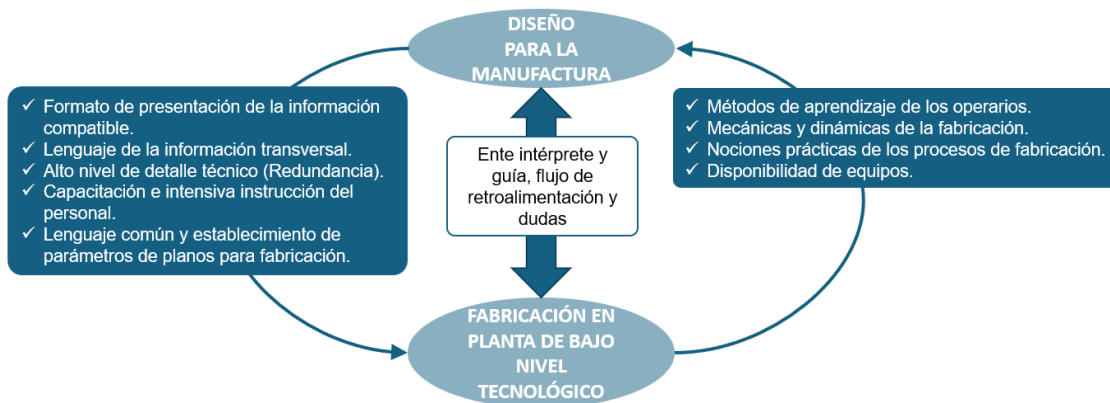 DISEÑO
PARA LA
MANUFACTURA
✓ Formato de presentación de la información
compatible.
✓ Lenguaje de la información transversal.
✓ Alto nivel de detalle técnico (Redundancia).
✓ Capacitación e intensiva instrucción del
personal.
✓ Lenguaje común y establecimiento de
parámetros de planos para fabricación.
Ente intérprete y
guía, flujo de
retroalimentación y
dudas
✓ Métodos de aprendizaje de los operarios.
✓ Mecánicas y dinámicas de la fabricación.
✓ Nociones prácticas de los procesos de fabricación.
✓ Disponibilidad de equipos.
FABRICACIÓN EN
PLANTA DE BAJO
NIVEL
TECNOLÓGICO